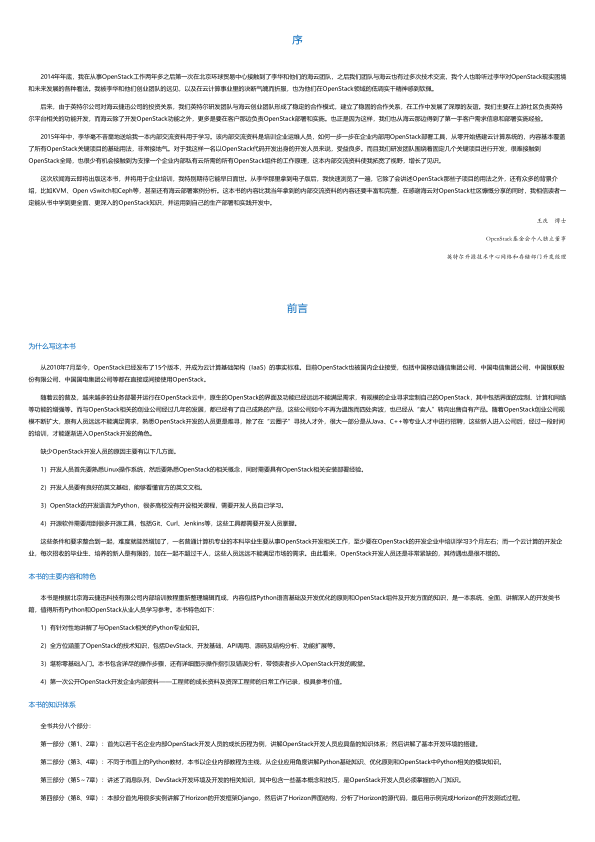 序
2014年年底，我在从事OpenStack工作两年多之后第一次在北京环球贸易中心接触到了李华和他们的海云团队，之后我们团队与海云也有过多次技术交流，我个人也聆听过李华对OpenStack现实困境
和未来发展的各种看法，我被李华和他们创业团队的远见，以及在云计算事业里的决断气魄而折服，也为他们在OpenStack领域的低调实干精神感到钦佩。
后来，由于英特尔公司对海云捷迅公司的投资关系，我们英特尔研发团队与海云创业团队形成了稳定的合作模式，建立了稳固的合作关系，在工作中发展了深厚的友谊。我们主要在上游社区负责英特
尔平台相关的功能开发，而海云除了开发OpenStack功能之外，更多是要在客户那边负责OpenStack部署和实施。也正是因为这样，我们也从海云那边得到了第一手客户需求信息和部署实施经验。
2015年年中，李华毫不吝啬地送给我一本内部交流资料用于学习。该内部交流资料是培训企业运维人员，如何一步一步在企业内部用OpenStack部署工具，从零开始搭建云计算系统的，内容基本覆盖
了所有OpenStack关键项目的基础用法，非常接地气。对于我这样一名以OpenStack代码开发出身的开发人员来说，受益良多。而且我们研发团队围绕着固定几个关键项目进行开发，很难接触到
OpenStack全局，也很少有机会接触到为支撑一个企业内部私有云所需的所有OpenStack组件的工作原理，这本内部交流资料使我拓宽了视野，增长了见识。
这次欣闻海云即将出版这本书，并将用于企业培训，我特别期待它能早日面世。从李华那里拿到电子版后，我快速浏览了一遍，它除了会讲述OpenStack那些子项目的用法之外，还有众多的背景介
绍，比如KVM、Open vSwitch和Ceph等，甚至还有海云部署案例分析。这本书的内容比我当年拿到的内部交流资料的内容还要丰富和完整，在感谢海云对OpenStack社区慷慨分享的同时，我相信读者一
定能从书中学到更全面、更深入的OpenStack知识，并运用到自己的生产部署和实践开发中。
王庆 博士
OpenStack基金会个人独立董事
英特尔开源技术中心网络和存储部门开发经理
前言
为什么写这本书
从2010年7月至今，OpenStack已经发布了15个版本，并成为云计算基础架构（IaaS）的事实标准。目前OpenStack也被国内企业接受，包括中国移动通信集团公司、中国电信集团公司、中国银联股
份有限公司、中国国电集团公司等都在直接或间接使用OpenStack。
随着云的普及，越来越多的业务部署并运行在OpenStack云中，原生的OpenStack的界面及功能已经远远不能满足需求，有规模的企业寻求定制自己的OpenStack，其中包括界面的定制、计算和网络
等功能的增强等。而与OpenStack相关的创业公司经过几年的发展，都已经有了自己成熟的产品，这些公司如今不再为温饱而四处奔波，也已经从“卖人”转向出售自有产品。随着OpenStack创业公司规
模不断扩大，原有人员远远不能满足需求，熟悉OpenStack开发的人员更是难寻，除了在“云圈子”寻找人才外，很大一部分是从Java、C++等专业人才中进行招聘，这些新人进入公司后，经过一段时间
的培训，才能逐渐进入OpenStack开发的角色。
缺少OpenStack开发人员的原因主要有以下几方面。
1）开发人员首先要熟悉Linux操作系统，然后要熟悉OpenStack的相关概念，同时需要具有OpenStack相关安装部署经验。
2）开发人员要有良好的英文基础，能够看懂官方的英文文档。
3）OpenStack的开发语言为Python，很多高校没有开设相关课程，需要开发人员自己学习。
4）开源软件需要用到很多开源工具，包括Git、Curl、Jenkins等，这些工具都需要开发人员掌握。
这些条件和要求整合到一起，难度就陡然增加了，一名普通计算机专业的本科毕业生要从事OpenStack开发相关工作，至少要在OpenStack的开发企业中培训学习3个月左右；而一个云计算的开发企
业，每次招收的毕业生、培养的新人是有限的，加在一起不超过千人，这些人员远远不能满足市场的需求。由此看来，OpenStack开发人员还是非常紧缺的，其待遇也是很不错的。
本书的主要内容和特色
本书是根据北京海云捷迅科技有限公司内部培训教程重新整理编辑而成，内容包括Python语言基础及开发优化的原则和OpenStack组件及开发方面的知识，是一本系统、全面、讲解深入的开发类书
籍，值得所有Python和OpenStack从业人员学习参考。本书特色如下：
1）有针对性地讲解了与OpenStack相关的Python专业知识。
2）全方位涵盖了OpenStack的技术知识，包括DevStack、开发基础、API调用、源码及结构分析、功能扩展等。
3）堪称零基础入门。本书包含详尽的操作步骤，还有详细图示操作指引及错误分析，带领读者步入OpenStack开发的殿堂。
4）第一次公开OpenStack开发企业内部资料——工程师的成长资料及资深工程师的日常工作记录，极具参考价值。
本书的知识体系
全书共分八个部分：
第一部分（第1、2章）：首先以若干名企业内部OpenStack开发人员的成长历程为例，讲解OpenStack开发人员应具备的知识体系；然后讲解了基本开发环境的搭建。
第二部分（第3、4章）：不同于市面上的Python教材，本书以企业内部教程为主线，从企业应用角度讲解Python基础知识、优化原则和OpenStack中Python相关的模块知识。
第三部分（第5～7章）：讲述了消息队列、DevStack开发环境及开发的相关知识，其中包含一些基本概念和技巧，是OpenStack开发人员必须掌握的入门知识。
第四部分（第8、9章）：本部分首先用很多实例讲解了Horizon的开发框架Django，然后讲了Horizon界面结构，分析了Horizon的源代码，最后用示例完成Horizon的开发测试过程。